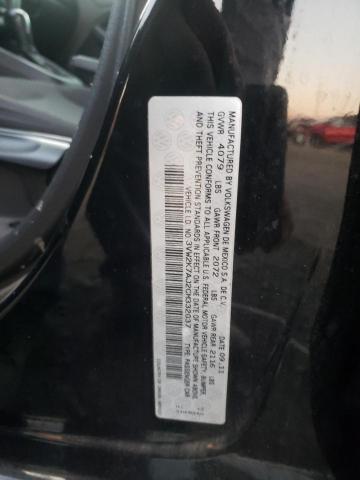 MANUFACTURED BY VOLKSWAGEN DE MEXICO S.A. DE C.V.
GVWR 4079 LBS GAWR FRONT 2072 LBS GAWR REAR 2116 LBS DATE 09.11
THIS VEHICLE CONFORMS TO ALL APPLICABLE U.S. FEDERAL MOTOR VEHICLE SAFETY, BUMPER,
AND THEFT PREVENTION STANDARDS IN EFFECT ON THE DATE OF MANUFACTURE SHOWN ABOVE.
VEHICLE I.D. NO. 3VW2K7AJ2CM332037 TYPE: PASSENGER CAR